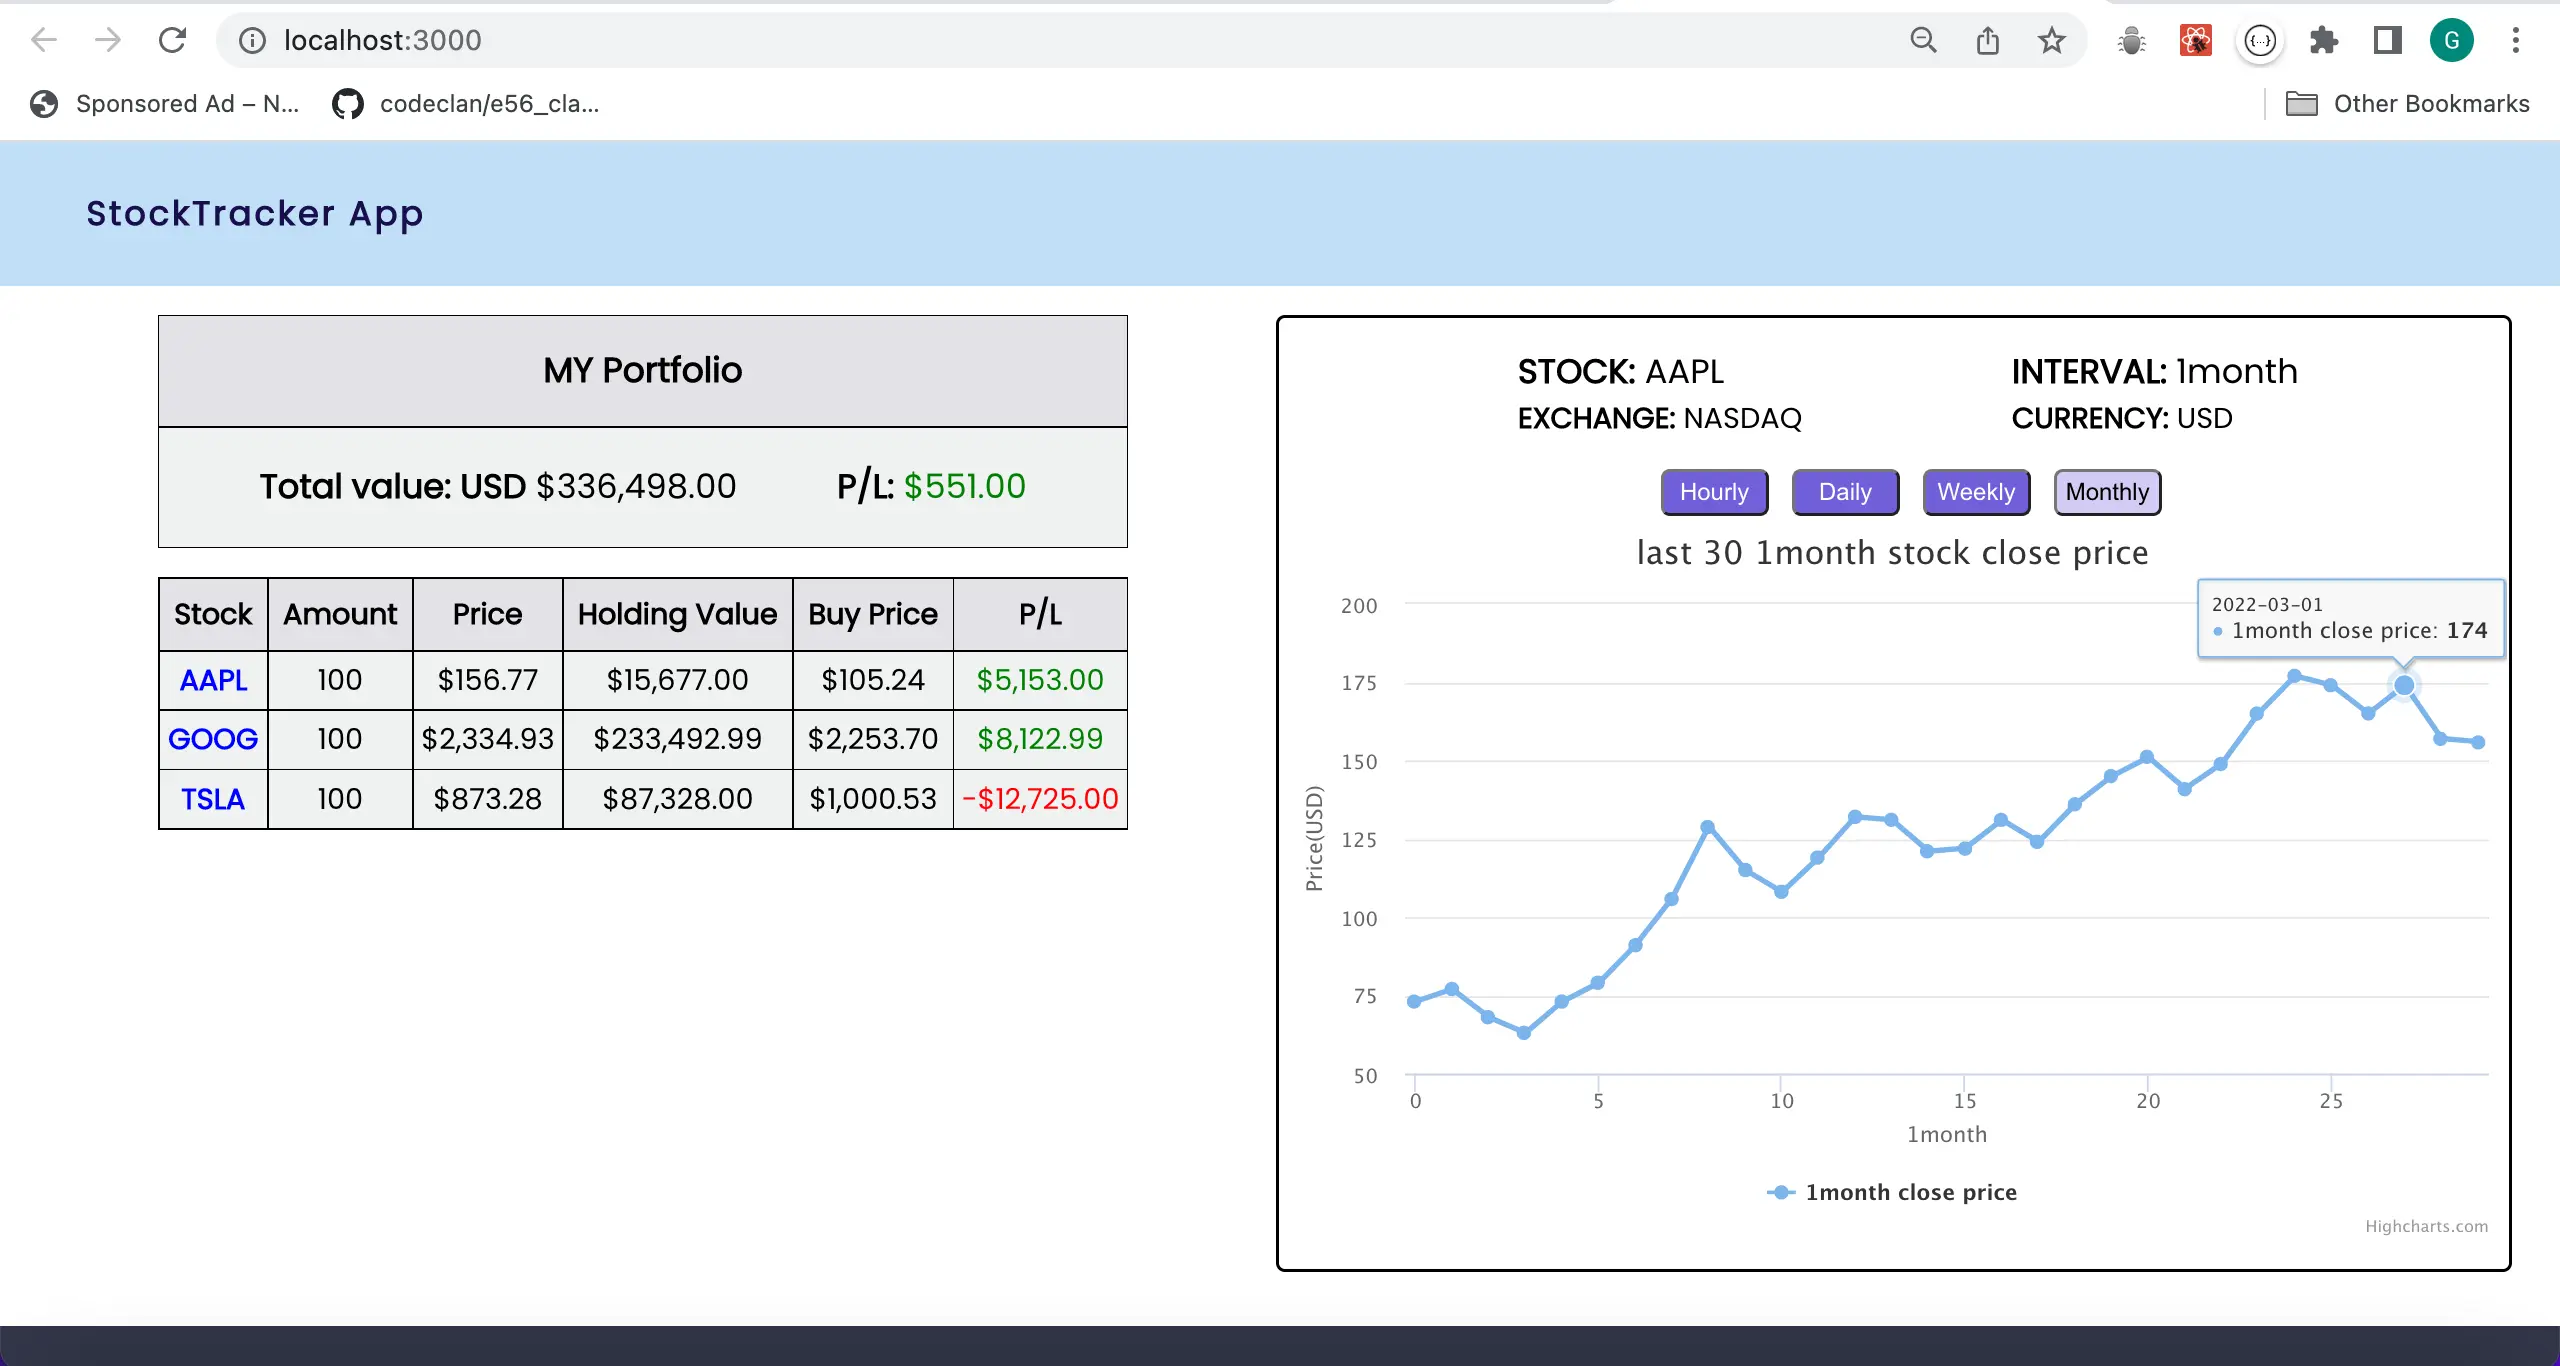 localhost:3000
G
Sponsored Ad – N...
codeclan/e56_cla...
Other Bookmarks
StockTracker App
MY Portfolio
Total value: USD $336,498.00 P/L: $551.00
Stock Amount Price Holding Value Buy Price P/L
AAPL 100 $156.77 $15,677.00 $105.24 $5,153.00
GOOG 100 $2,334.93 $233,492.99 $2,253.70 $8,122.99
TSLA 100 $873.28 $87,328.00 $1,000.53 -$12,725.00
STOCK: AAPL INTERVAL: 1month
EXCHANGE: NASDAQ CURRENCY: USD
Hourly Daily Weekly Monthly
last 30 1month stock close price
2022-03-01
1month close price: 174
200
175
150
125
100
75
50
Price(USD)
0 5 10 15 20 25
1month
1month close price
Highcharts.com